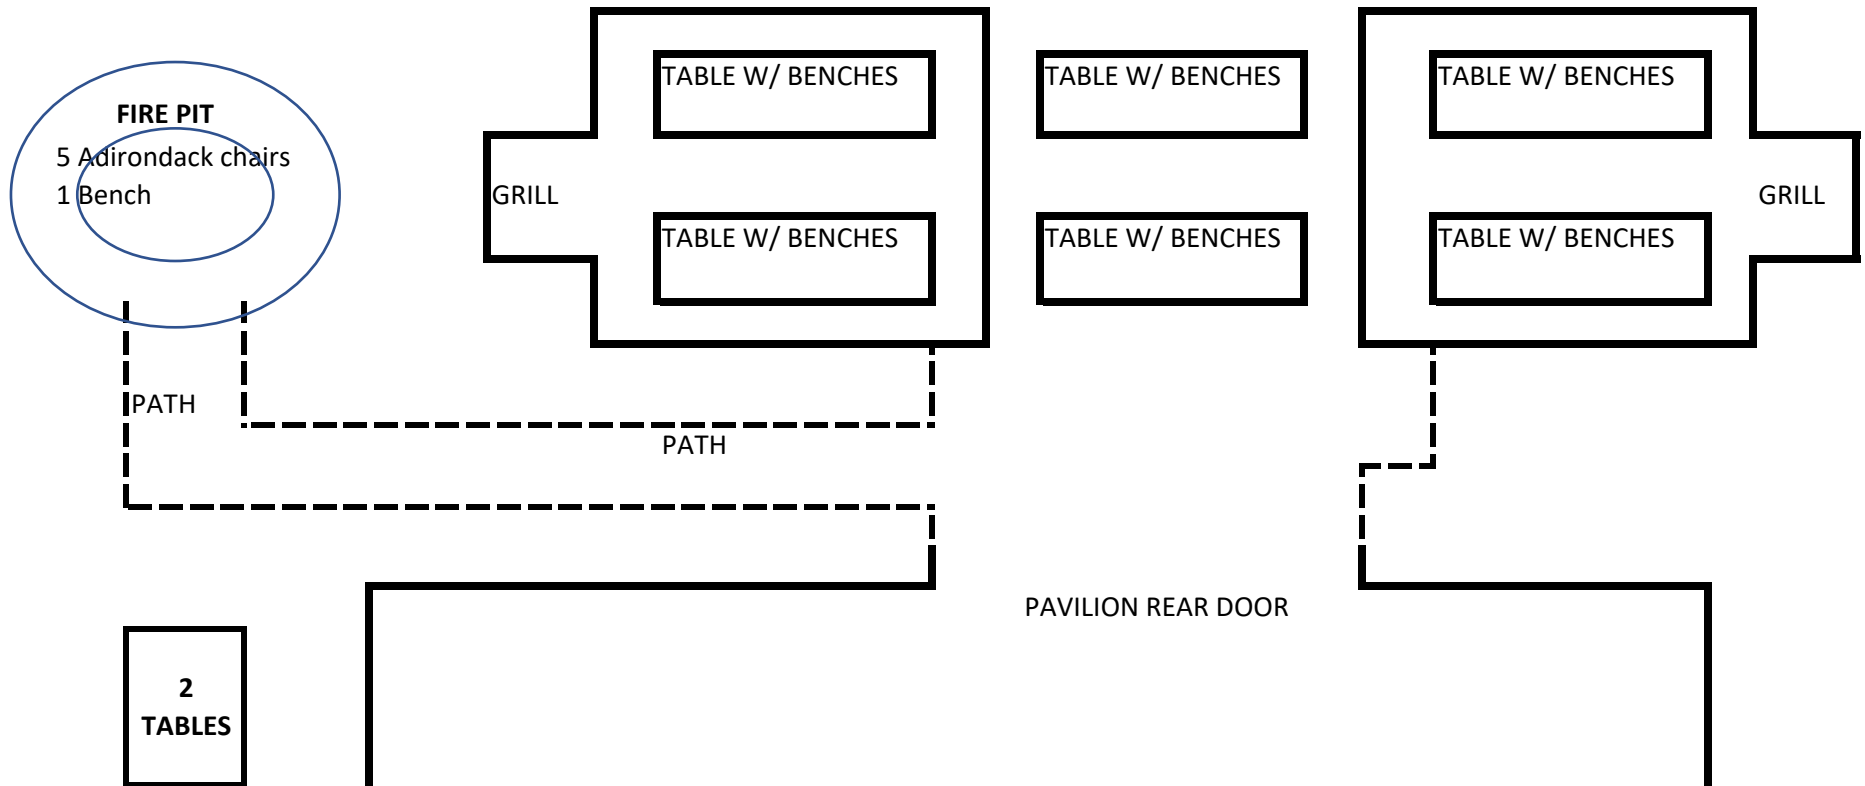 TABLE W/ BENCHES
TABLE W/ BENCHES
TABLE W/ BENCHES
FIRE PIT
5 Adirondack chairs
1 Bench
GRILL
GRILL
TABLE W/ BENCHES
TABLE W/ BENCHES
TABLE W/ BENCHES
PATH
PATH
PAVILION REAR DOOR
2
TABLES